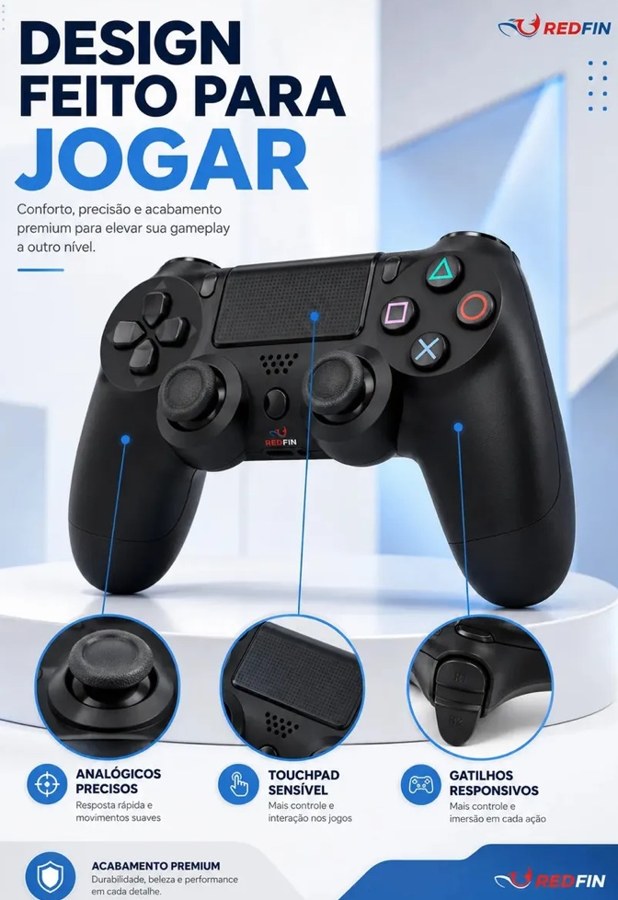 DESIGN
FEITO PARA
JOGAR
REDFIN
Conforto, precisão e acabamento
premium para elevar sua gameplay
a outro nível.
REDFIN
ANALÓGICOS
PRECISOS
Resposta rápida e
movimentos suaves
TOUCHPAD
SENSÍVEL
Mais controle e
interação nos jogos
GATILHOS
RESPONSIVOS
Mais controle e
imersão em cada ação
ACABAMENTO PREMIUM
Durabilidade, beleza e performance
em cada detalhe.
REDFIN